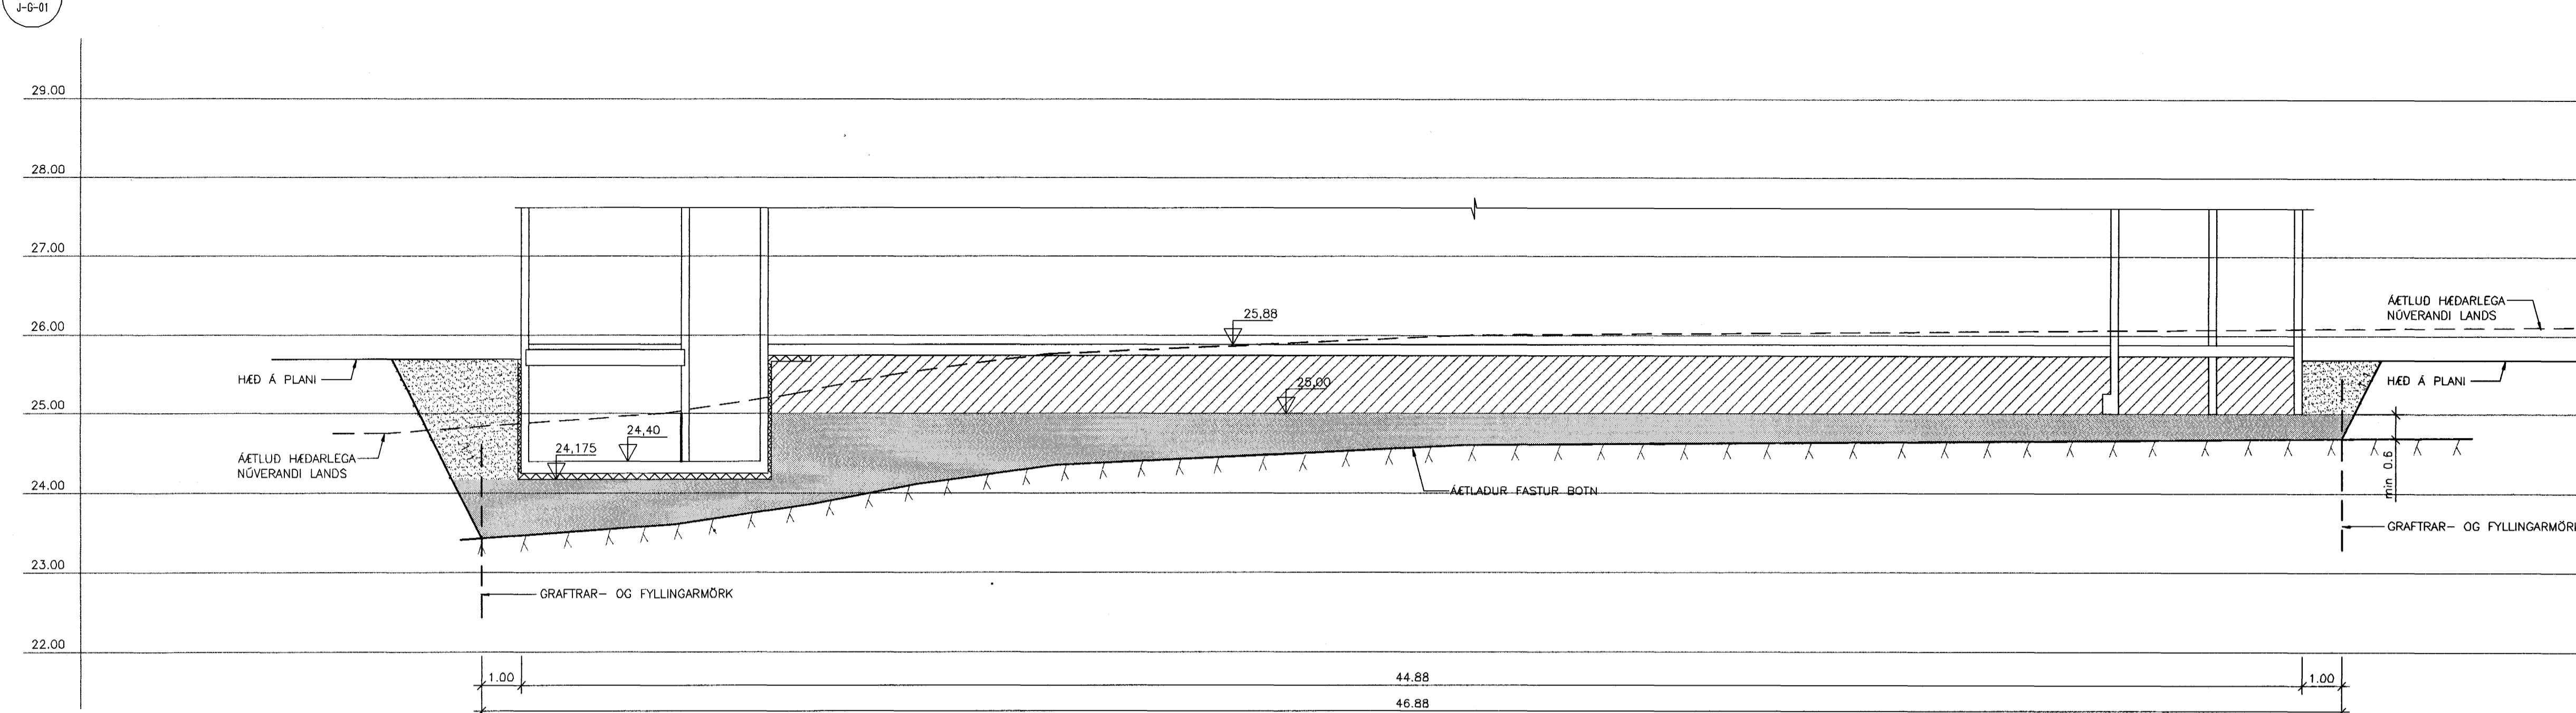 J-G-01
29.00
28.00
27.00
26.00
25.00
24.00
23.00
22.00
25,88
25,00
24,40
24,175
HÆÐ Á PLANI
ÁÆTLUÐ HÆÐARLEGA
NÚVERANDI LANDS
ÁÆTLUÐ HÆÐARLEGA
NÚVERANDI LANDS
HÆÐ Á PLANI
ÁÆTLAÐUR FASTUR BOTN
min 0.6
GRAFTRAR- OG FYLLINGARMÖRK
GRAFTRAR- OG FYLLINGARMÖRK
1.00
44.88
1.00
46.88